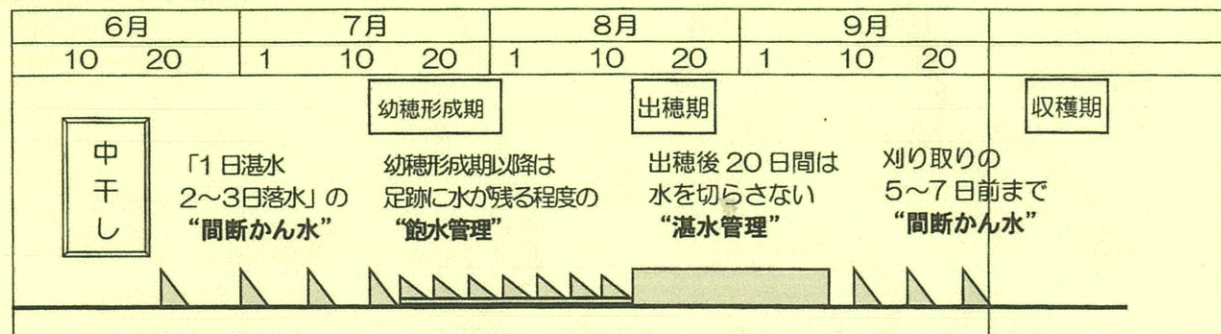 6月 7月 8月 9月
10 20 1 10 20 1 10 20 1 10 20
幼穂形成期 出穂期 収穫期
中干し
「1日湛水
2～3日落水」の
“間断かん水”
幼穂形成期以降は
足跡に水が残る程度の
“飽水管理”
出穂後20日間は
水を切らさない
“湛水管理”
刈り取りの
5～7日前まで
“間断かん水”